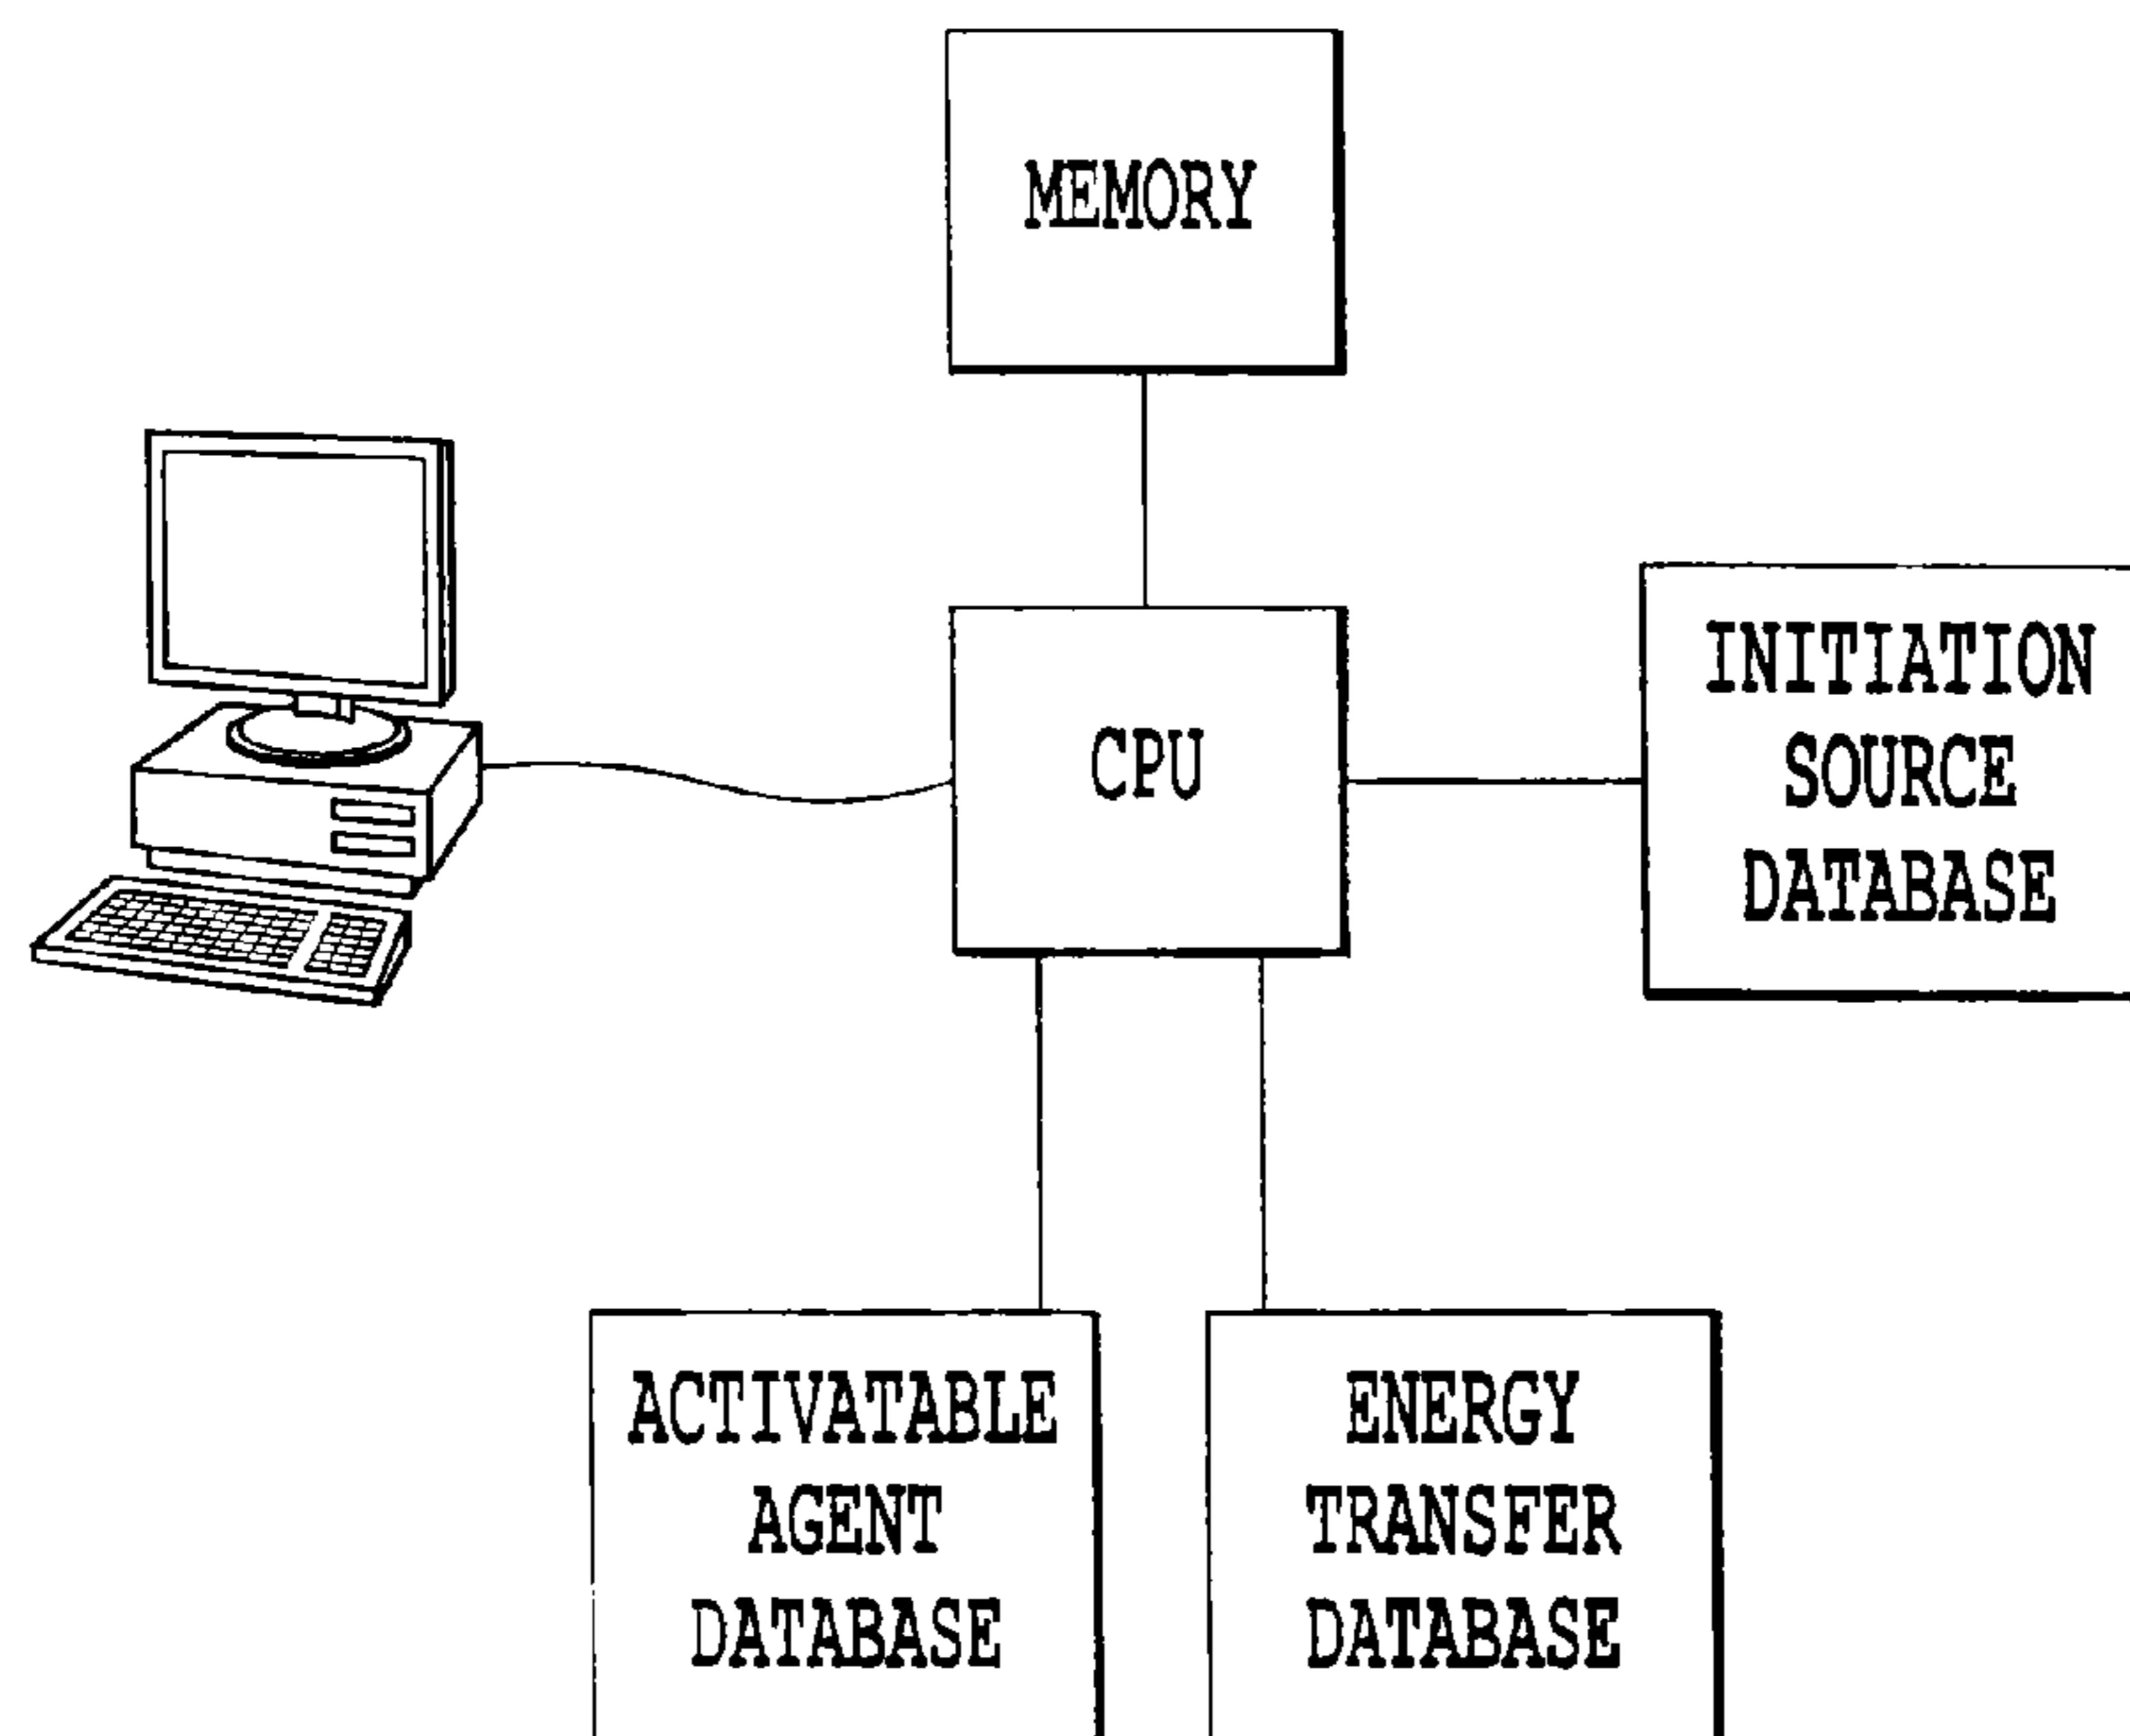 MEMORY
CPU
INITIATION
SOURCE
DATABASE
ACTIVATABLE
AGENT
DATABASE
ENERGY
TRANSFER
DATABASE